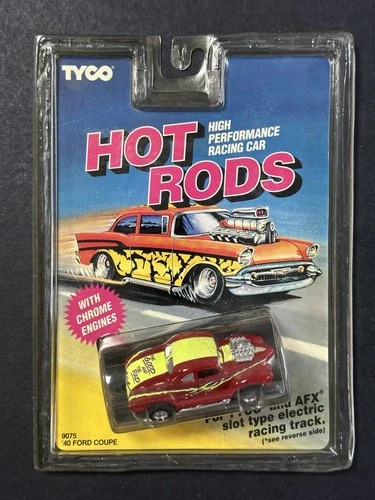 TYCO
HOT
RODS
HIGH
PERFORMANCE
RACING CAR
WITH
CHROME
ENGINES
and AFX®
slot type electric
racing track.
(*see reverse side)
9075
'40 FORD COUPE